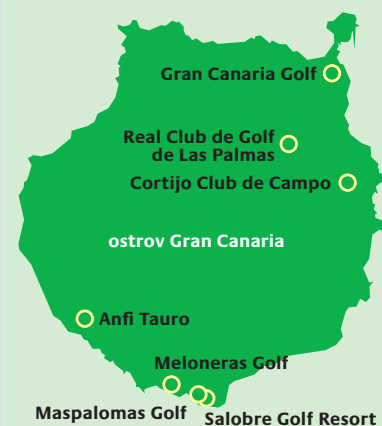 Gran Canaria Golf
Real Club de Golf
de Las Palmas
Cortijo Club de Campo
ostrov Gran Canaria
Anfi Tauro
Meloneras Golf
Maspalomas Golf
Salobre Golf Resort